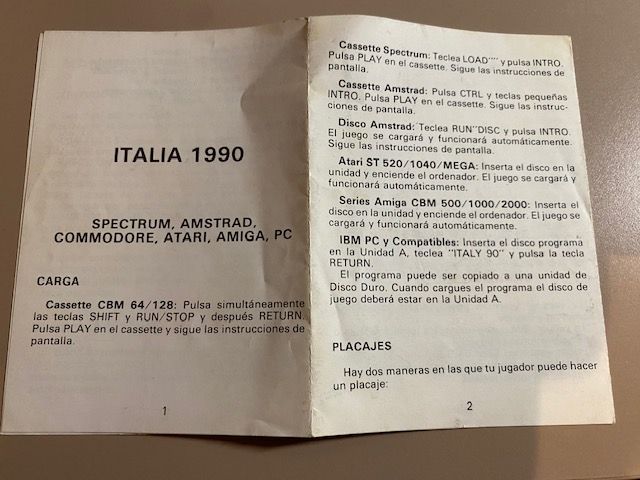 ITALIA 1990
SPECTRUM, AMSTRAD,
COMMODORE, ATARI, AMIGA, PC
CARGA
Cassette CBM 64/128: Pulsa simultáneamente
las teclas SHIFT y RUN/STOP y después RETURN.
Pulsa PLAY en el cassette y sigue las instrucciones de
pantalla.
1
Cassette Spectrum: Teclea LOAD"" y pulsa INTRO.
Pulsa PLAY en el cassette. Sigue las instrucciones de
pantalla.
Cassette Amstrad: Pulsa CTRL y teclas pequeñas
INTRO. Pulsa PLAY en el cassette. Sigue las instruc-
ciones de pantalla.
Disco Amstrad: Teclea RUN"DISC y pulsa INTRO.
El juego se cargará y funcionará automáticamente.
Sigue las instrucciones de pantalla.
Atari ST 520/1040/MEGA: Inserta el disco en la
unidad y enciende el ordenador. El juego se cargará y
funcionará automáticamente.
Series Amiga CBM 500/1000/2000: Inserta el
disco en la unidad y enciende el ordenador. El juego se
cargará y funcionará automáticamente.
IBM PC y Compatibles: Inserta el disco programa
en la Unidad A, teclea "ITALY 90" y pulsa la tecla
RETURN.
El programa puede ser copiado a una unidad de
Disco Duro. Cuando cargues el programa el disco de
juego deberá estar en la Unidad A.
PLACAJES
Hay dos maneras en las que tu jugador puede hacer
un placaje:
2